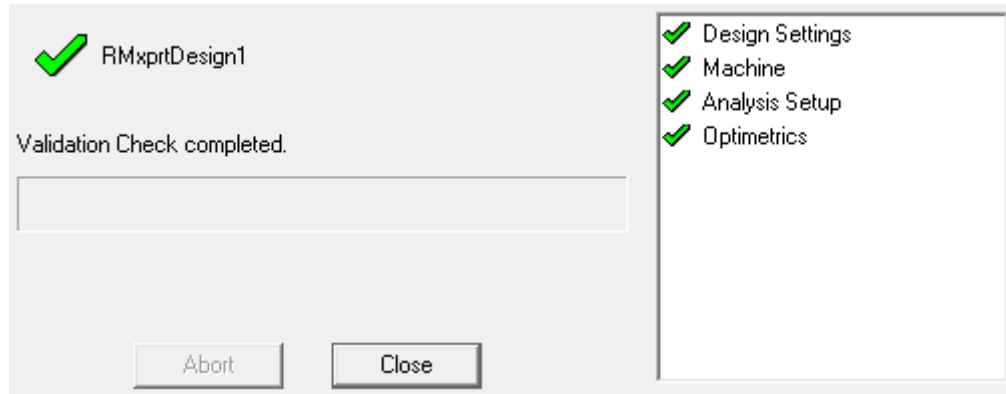 RMxprtDesign1
Validation Check completed.
Abort
Close
Design Settings
Machine
Analysis Setup
Optimetrics